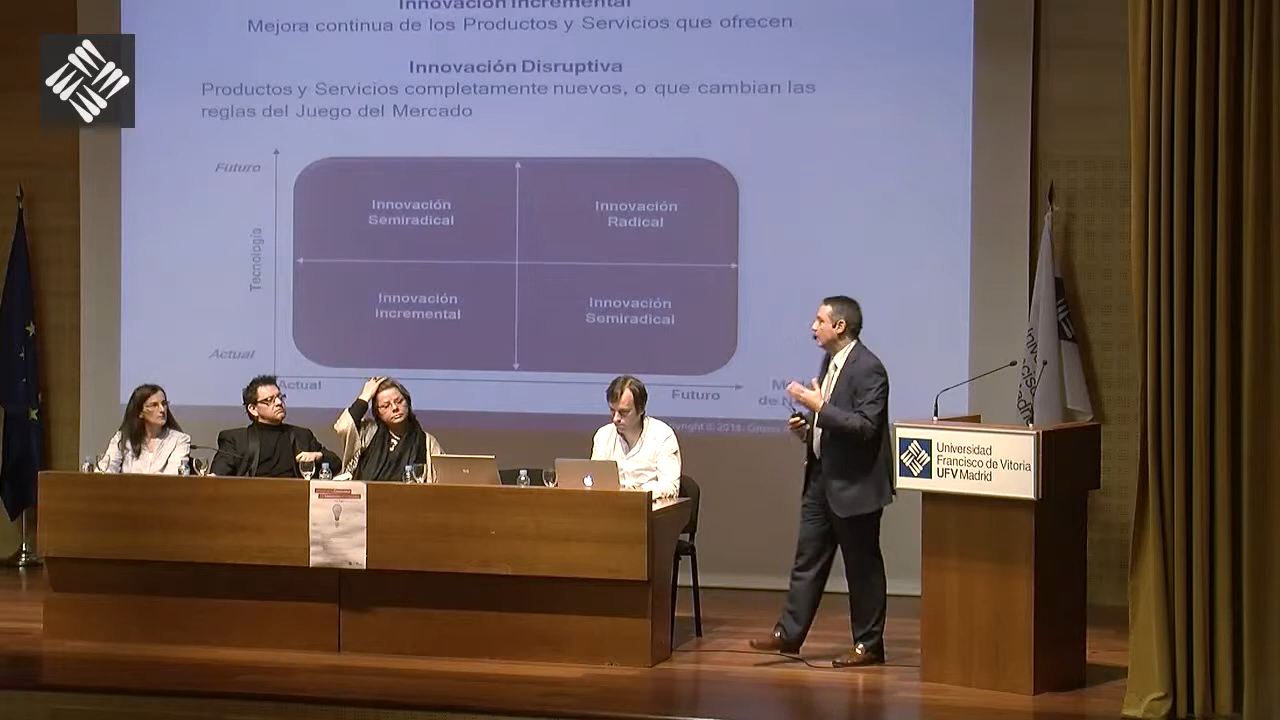 Innovación Incremental
Mejora continua de los Productos y Servicios que ofrecen
Innovación Disruptiva
Productos y Servicios completamente nuevos, o que cambian las
reglas del Juego del Mercado
Futuro
Tecnología
Actual
Innovación
Semiradical
Innovación
Radical
Innovación
Incremental
Innovación
Semiradical
Actual
Futuro
de
Universidad
Francisco de Vitoria
UFV Madrid